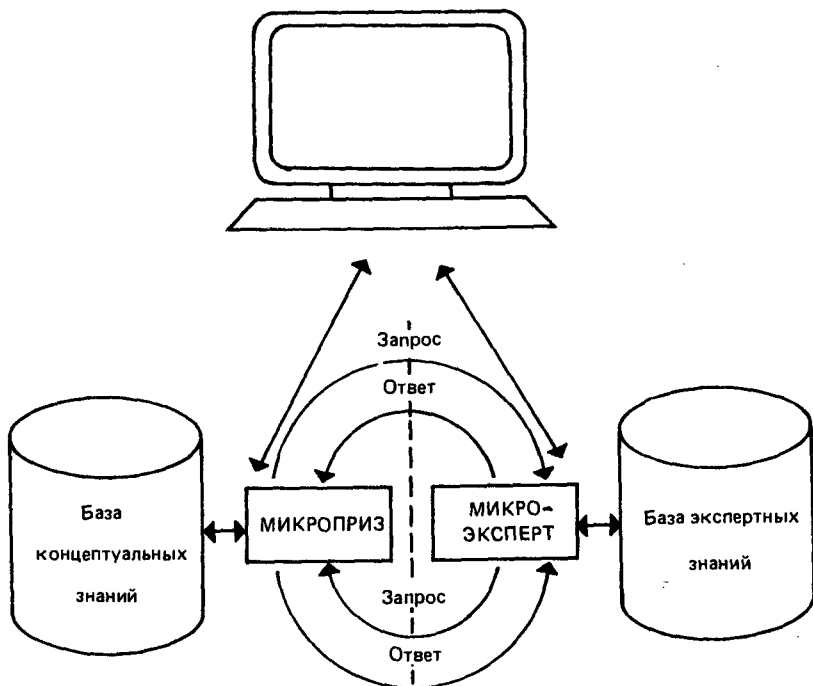 Запрос
Ответ
База
концептуальных
знаний
МИКРОПРИЗ
МИКРО-
ЭКСПЕРТ
База экспертных
знаний
Запрос
Ответ